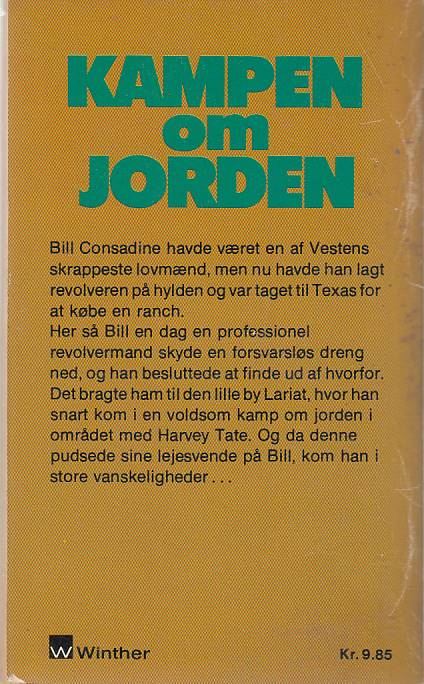 KAMPEN
om
JORDEN
Bill Consadine havde været en af Vestens
skrappeste lovmænd, men nu havde han lagt
revolveren på hylden og var taget til Texas for
at købe en ranch.
Her så Bill en dag en professionel
revolvermand skyde en forsvarsløs dreng
ned, og han besluttede at finde ud af hvorfor.
Det bragte ham til den lille by Lariat, hvor han
snart kom i en voldsom kamp om jorden i
området med Harvey Tate. Og da denne
pudsede sine lejesvende på Bill, kom han i
store vanskeligheder...
W Winther
Kr. 9.85